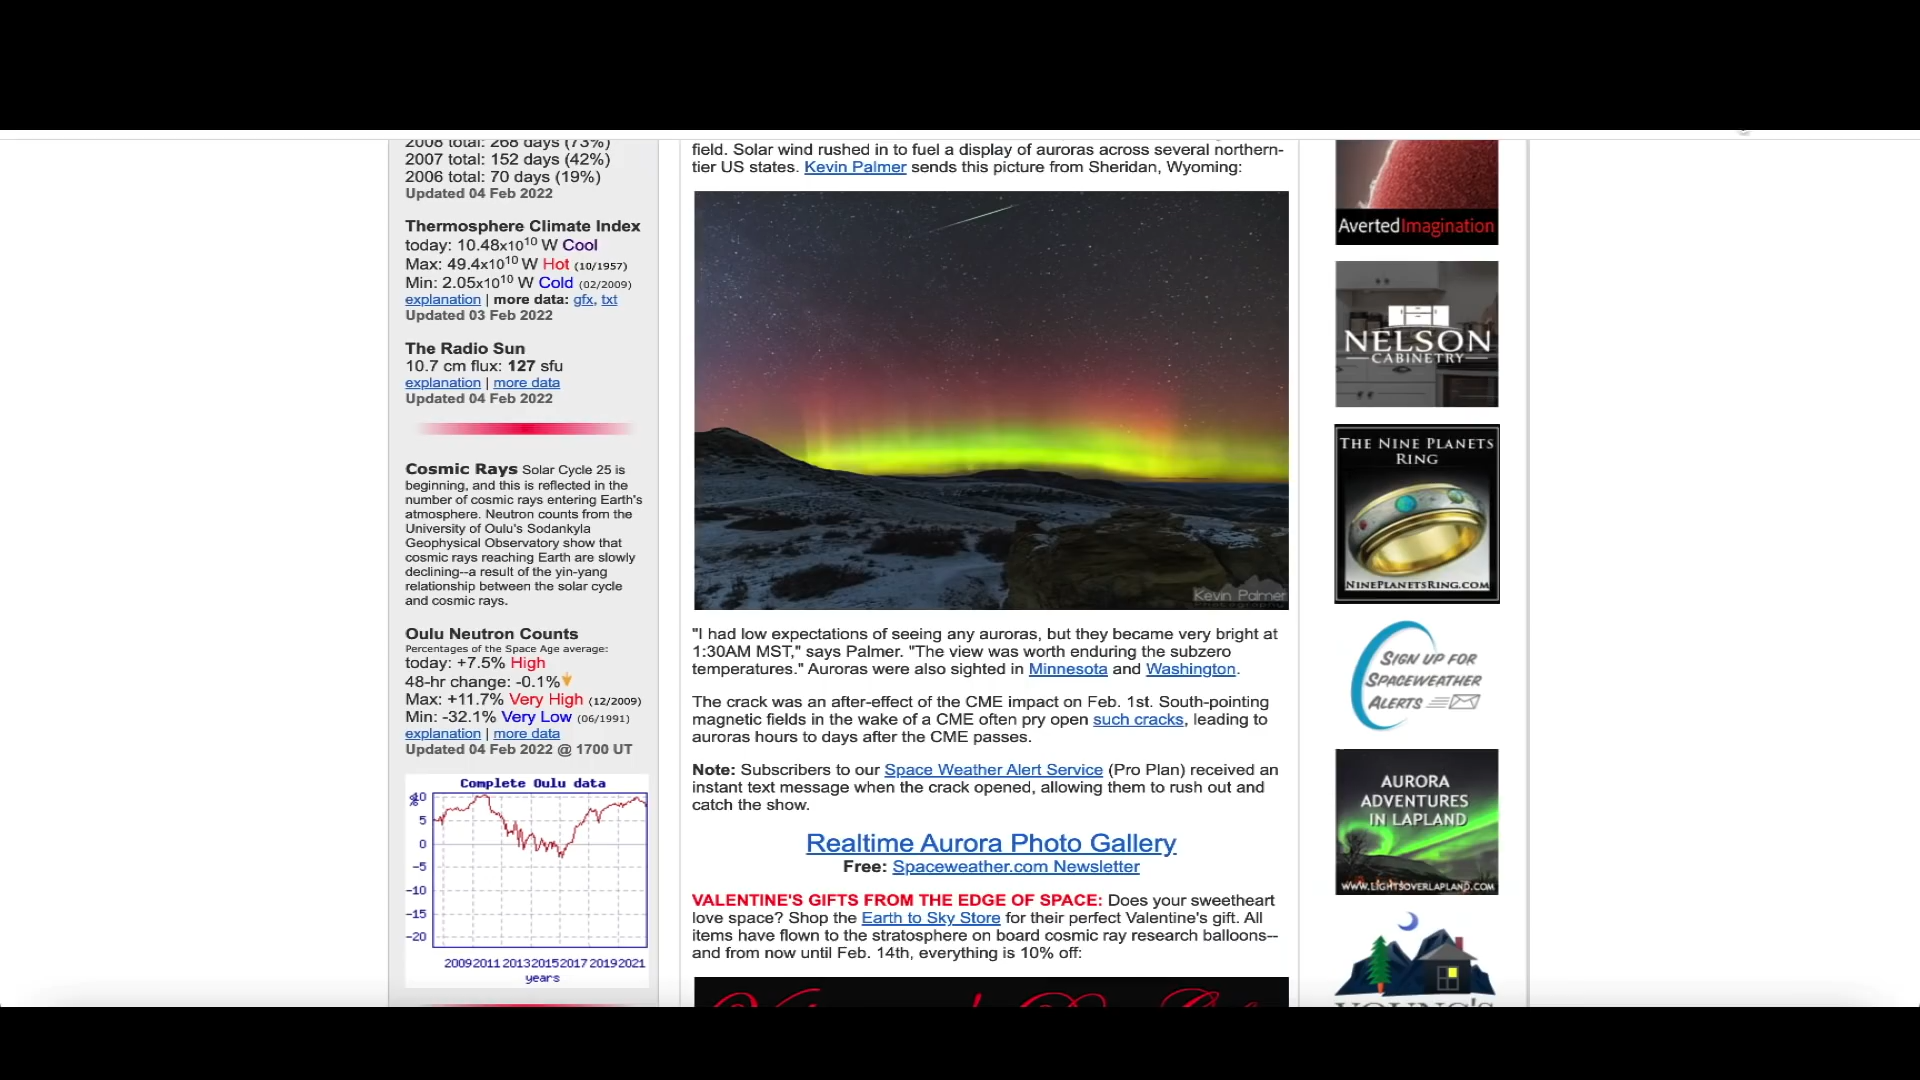 2008 total: 268 days (73%)
2007 total: 152 days (42%)
2006 total: 70 days (19%)
Updated 04 Feb 2022
Thermosphere Climate Index
today: 10.48x10¹⁰ W Cool
Max: 49.4x10¹⁰ W Hot (10/1957)
Min: 2.05x10¹⁰ W Cold (02/2009)
explanation | more data: gfx, txt
Updated 03 Feb 2022
The Radio Sun
10.7 cm flux: 127 sfu
explanation | more data
Updated 04 Feb 2022
Cosmic Rays Solar Cycle 25 is
beginning, and this is reflected in the
number of cosmic rays entering Earth's
atmosphere. Neutron counts from the
University of Oulu's Sodankyla
Geophysical Observatory show that
cosmic rays reaching Earth are slowly
declining--a result of the yin-yang
relationship between the solar cycle
and cosmic rays.
Oulu Neutron Counts
Percentages of the Space Age average:
today: +7.5% High
48-hr change: -0.1%
Max: +11.7% Very High (12/2009)
Min: -32.1% Very Low (06/1991)
explanation | more data
Updated 04 Feb 2022 @ 1700 UT
Complete Oulu data
%
10
5
0
-5
-10
-15
-20
2009 2011 2013 2015 2017 2019 2021
years
field. Solar wind rushed in to fuel a display of auroras across several northern-
tier US states. Kevin Palmer sends this picture from Sheridan, Wyoming:
Kevin Palmer
Photography
"I had low expectations of seeing any auroras, but they became very bright at
1:30AM MST," says Palmer. "The view was worth enduring the subzero
temperatures." Auroras were also sighted in Minnesota and Washington.
The crack was an after-effect of the CME impact on Feb. 1st. South-pointing
magnetic fields in the wake of a CME often pry open such cracks, leading to
auroras hours to days after the CME passes.
Note: Subscribers to our Space Weather Alert Service (Pro Plan) received an
instant text message when the crack opened, allowing them to rush out and
catch the show.
Realtime Aurora Photo Gallery
Free: Spaceweather.com Newsletter
VALENTINE'S GIFTS FROM THE EDGE OF SPACE: Does your sweetheart
love space? Shop the Earth to Sky Store for their perfect Valentine's gift. All
items have flown to the stratosphere on board cosmic ray research balloons--
and from now until Feb. 14th, everything is 10% off:
AvertedImagination
NELSON
CABINETRY
THE NINE PLANETS
RING
NINEPLANETSRING.COM
SIGN UP FOR
SPACEWEATHER
ALERTS
AURORA
ADVENTURES
IN LAPLAND
WWW.LIGHTSOVERLAPLAND.COM
YOUNG'S